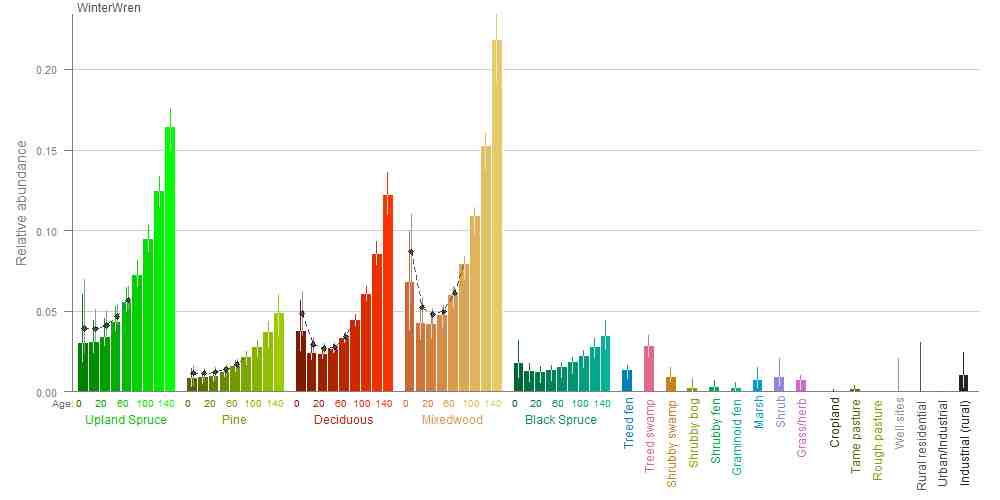 WinterWren
Relative abundance
0.20
0.15
0.10
0.05
0.00
Age: 0 20 60 100 140 0 20 60 100 140 0 20 60 100 140 0 20 60 100 140 0 20 60 100 140
Upland Spruce Pine Deciduous Mixedwood Black Spruce
Treed fen
Treed swamp
Shrubby swamp
Shrubby bog
Shrubby fen
Graminoid fen
Marsh
Shrub
Grass/herb
Cropland
Tame pasture
Rough pasture
Well sites
Rural residential
Urban/Industrial
Industrial (rural)